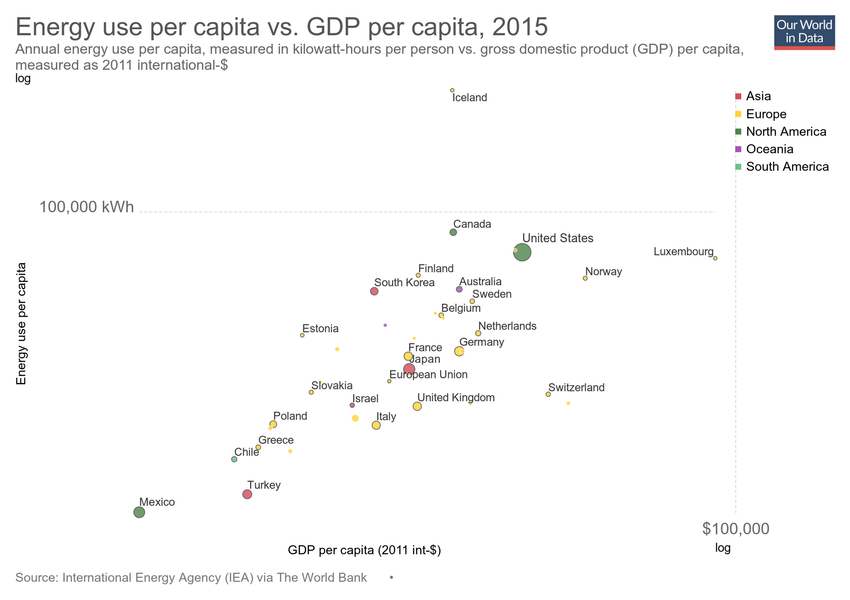 Energy use per capita vs. GDP per capita, 2015
Our World
in Data
Annual energy use per capita, measured in kilowatt-hours per person vs. gross domestic product (GDP) per capita,
measured as 2011 international-$
log
Iceland
Asia
Europe
North America
Oceania
South America
100,000 kWh
Canada
United States
Luxembourg
Finland
Norway
South Korea
Australia
Sweden
Belgium
Estonia
Netherlands
Germany
France
Japan
European Union
Slovakia
Switzerland
Israel
United Kingdom
Poland
Italy
Greece
Chile
Turkey
Mexico
Energy use per capita
$100,000
log
GDP per capita (2011 int-$)
Source: International Energy Agency (IEA) via The World Bank •